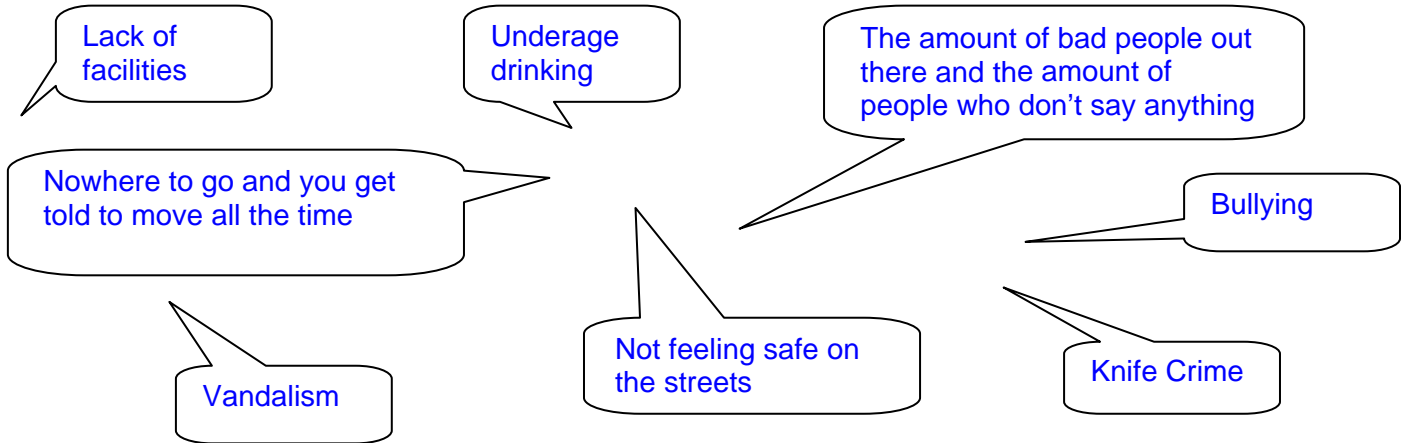 Lack of
facilities
Underage
drinking
The amount of bad people out
there and the amount of
people who don’t say anything
Nowhere to go and you get
told to move all the time
Bullying
Not feeling safe on
the streets
Knife Crime
Vandalism